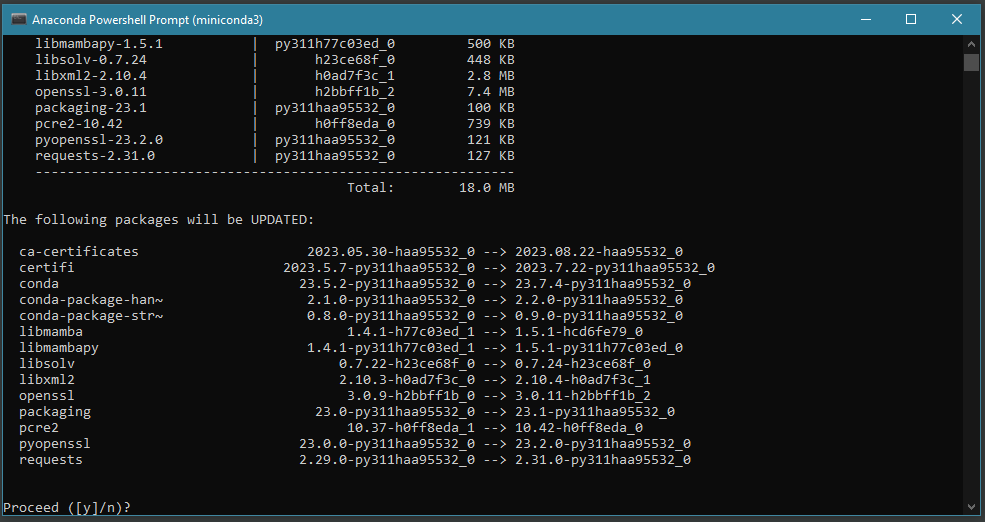 Anaconda Powershell Prompt (miniconda3)
libmambapy-1.5.1 | py311h77c03ed_0 500 KB
libsolv-0.7.24 | h23ce68f_0 448 KB
libxml2-2.10.4 | h0ad7f3c_1 2.8 MB
openssl-3.0.11 | h2bbff1b_2 7.4 MB
packaging-23.1 | py311haa95532_0 100 KB
pcre2-10.42 | h0ff8eda_0 739 KB
pyopenssl-23.2.0 | py311haa95532_0 121 KB
requests-2.31.0 | py311haa95532_0 127 KB
------------------------------------------------------------
Total: 18.0 MB
The following packages will be UPDATED:
ca-certificates 2023.05.30-haa95532_0 --> 2023.08.22-haa95532_0
certifi 2023.5.7-py311haa95532_0 --> 2023.7.22-py311haa95532_0
conda 23.5.2-py311haa95532_0 --> 23.7.4-py311haa95532_0
conda-package-han~ 2.1.0-py311haa95532_0 --> 2.2.0-py311haa95532_0
conda-package-str~ 0.8.0-py311haa95532_0 --> 0.9.0-py311haa95532_0
libmamba 1.4.1-h77c03ed_1 --> 1.5.1-hcd6fe79_0
libmambapy 1.4.1-py311h77c03ed_1 --> 1.5.1-py311h77c03ed_0
libsolv 0.7.22-h23ce68f_0 --> 0.7.24-h23ce68f_0
libxml2 2.10.3-h0ad7f3c_0 --> 2.10.4-h0ad7f3c_1
openssl 3.0.9-h2bbff1b_0 --> 3.0.11-h2bbff1b_2
packaging 23.0-py311haa95532_0 --> 23.1-py311haa95532_0
pcre2 10.37-h0ff8eda_1 --> 10.42-h0ff8eda_0
pyopenssl 23.0.0-py311haa95532_0 --> 23.2.0-py311haa95532_0
requests 2.29.0-py311haa95532_0 --> 2.31.0-py311haa95532_0
Proceed ([y]/n)?